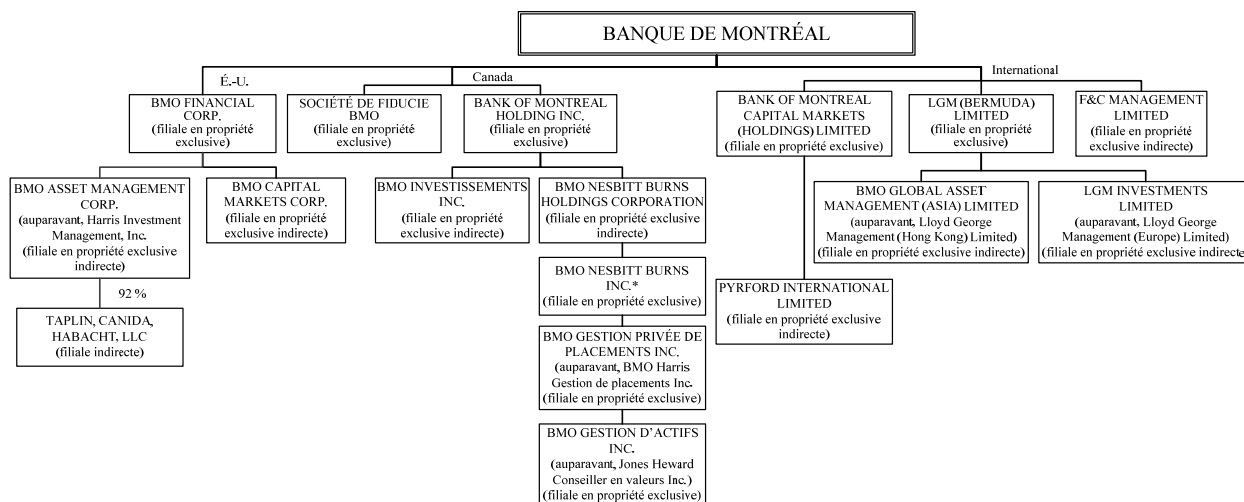 BANQUE DE MONTRÉAL
É.-U.
Canada
International
BMO FINANCIAL
CORP.
(filiale en propriété
exclusive)
SOCIÉTÉ DE FIDUCIE
BMO
(filiale en propriété
exclusive)
BANK OF MONTREAL
HOLDING INC.
(filiale en propriété
exclusive)
BANK OF MONTREAL
CAPITAL MARKETS
(HOLDINGS) LIMITED
(filiale en propriété exclusive)
LGM (BERMUDA)
LIMITED
(filiale en propriété
exclusive)
F&C MANAGEMENT
LIMITED
(filiale en propriété
exclusive indirecte)
BMO ASSET MANAGEMENT
CORP.
(auparavant, Harris Investment
Management, Inc.
(filiale en propriété exclusive
indirecte)
BMO CAPITAL
MARKETS CORP.
(filiale en propriété
exclusive indirecte)
BMO INVESTISSEMENTS
INC.
(filiale en propriété
exclusive indirecte)
BMO NESBITT BURNS
HOLDINGS CORPORATION
(filiale en propriété exclusive
indirecte)
BMO GLOBAL ASSET
MANAGEMENT (ASIA) LIMITED
(auparavant, Lloyd George
Management (Hong Kong) Limited)
(filiale en propriété exclusive indirecte)
LGM INVESTMENTS
LIMITED
(auparavant, Lloyd George
Management (Europe) Limited)
(filiale en propriété exclusive indirecte
92 %
TAPLIN, CANIDA,
HABACHT, LLC
(filiale indirecte)
BMO NESBITT BURNS
INC.*
(filiale en propriété exclusive)
PYRFORD INTERNATIONAL
LIMITED
(filiale en propriété exclusive
indirecte)
BMO GESTION PRIVÉE DE
PLACEMENTS INC.
(auparavant, BMO Harris
Gestion de placements Inc.
(filiale en propriété exclusive)
BMO GESTION D'ACTIFS
INC.
(auparavant, Jones Heward
Conseiller en valeurs Inc.)
(filiale en propriété exclusive)